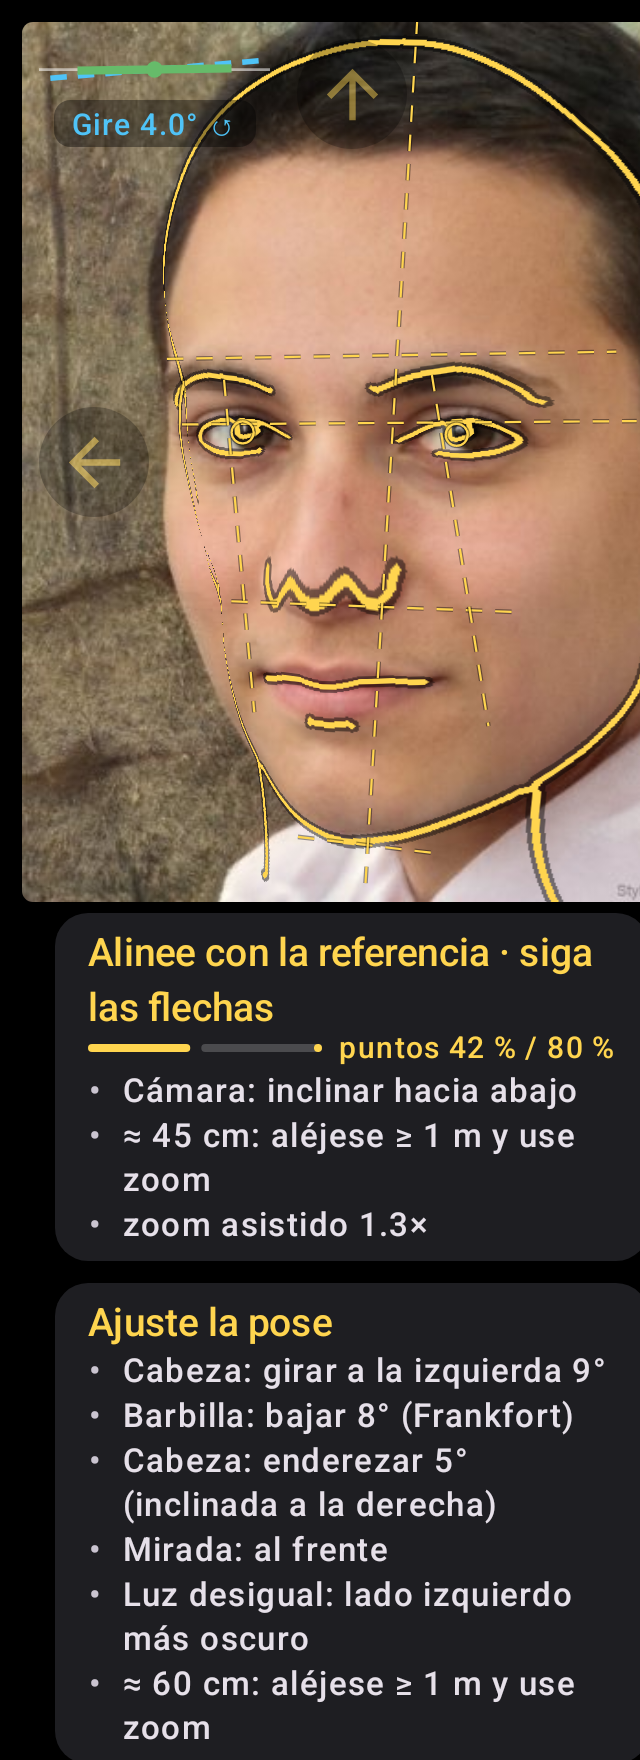 Gire 4.0° ↺
Sty
Alinee con la referencia · siga
las flechas
puntos 42 % / 80 %
• Cámara: inclinar hacia abajo
• ≈ 45 cm: aléjese ≥ 1 m y use
zoom
• zoom asistido 1.3×
Ajuste la pose
• Cabeza: girar a la izquierda 9°
• Barbilla: bajar 8° (Frankfort)
• Cabeza: enderezar 5°
(inclinada a la derecha)
• Mirada: al frente
• Luz desigual: lado izquierdo
más oscuro
• ≈ 60 cm: aléjese ≥ 1 m y use
zoom